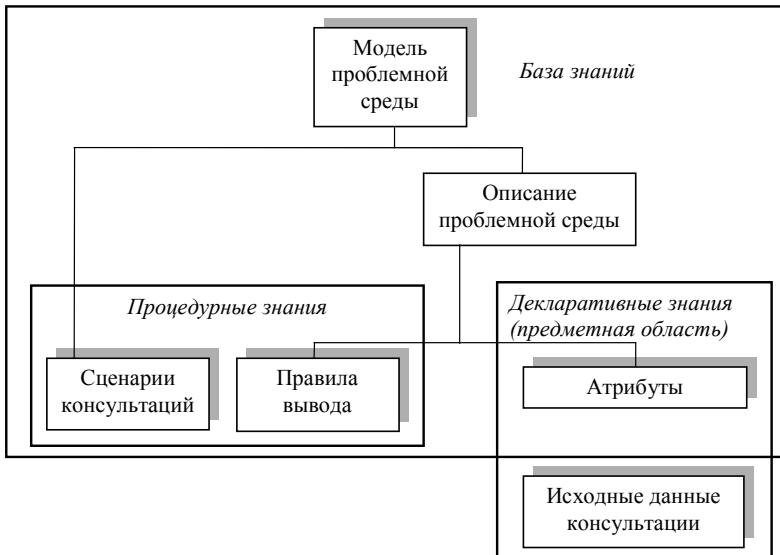 Модель
проблемной
среды
База знаний
Описание
проблемной среды
Процедурные знания
Декларативные знания
(предметная область)
Сценарии
консультаций
Правила
вывода
Атрибуты
Исходные данные
консультации